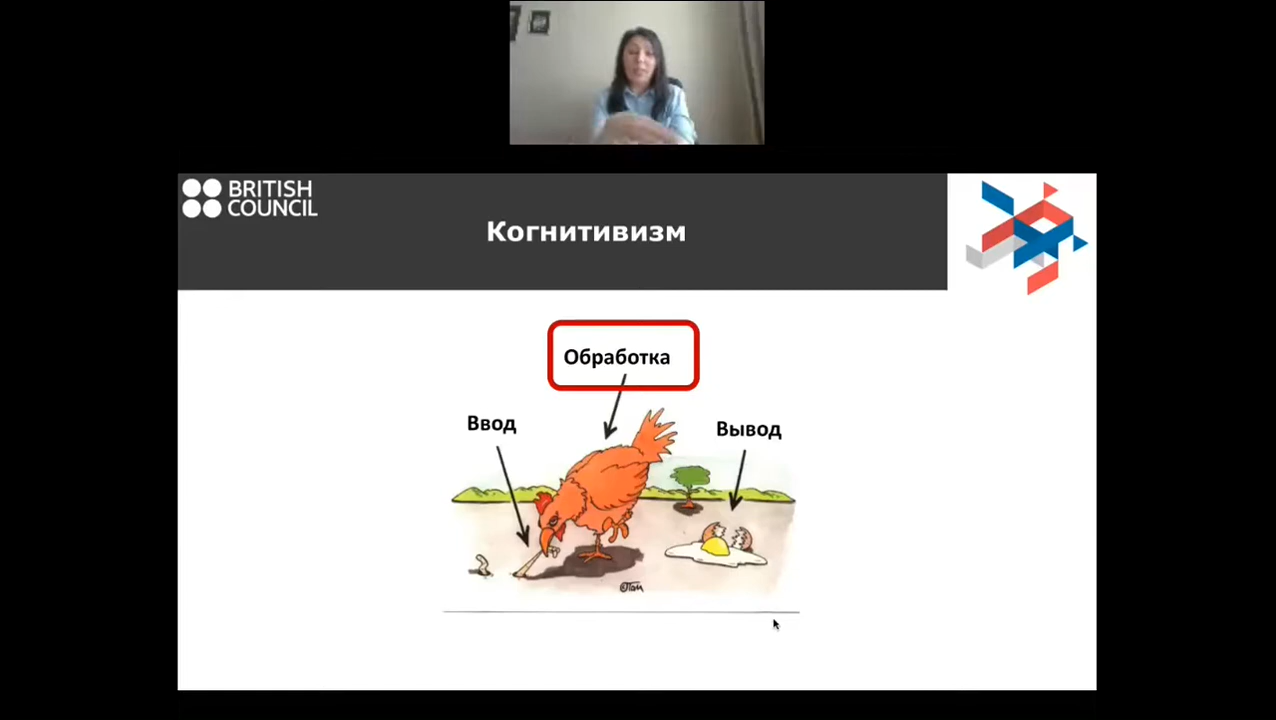 BRITISH
COUNCIL
Когнитивизм
Обработка
Ввод
Вывод